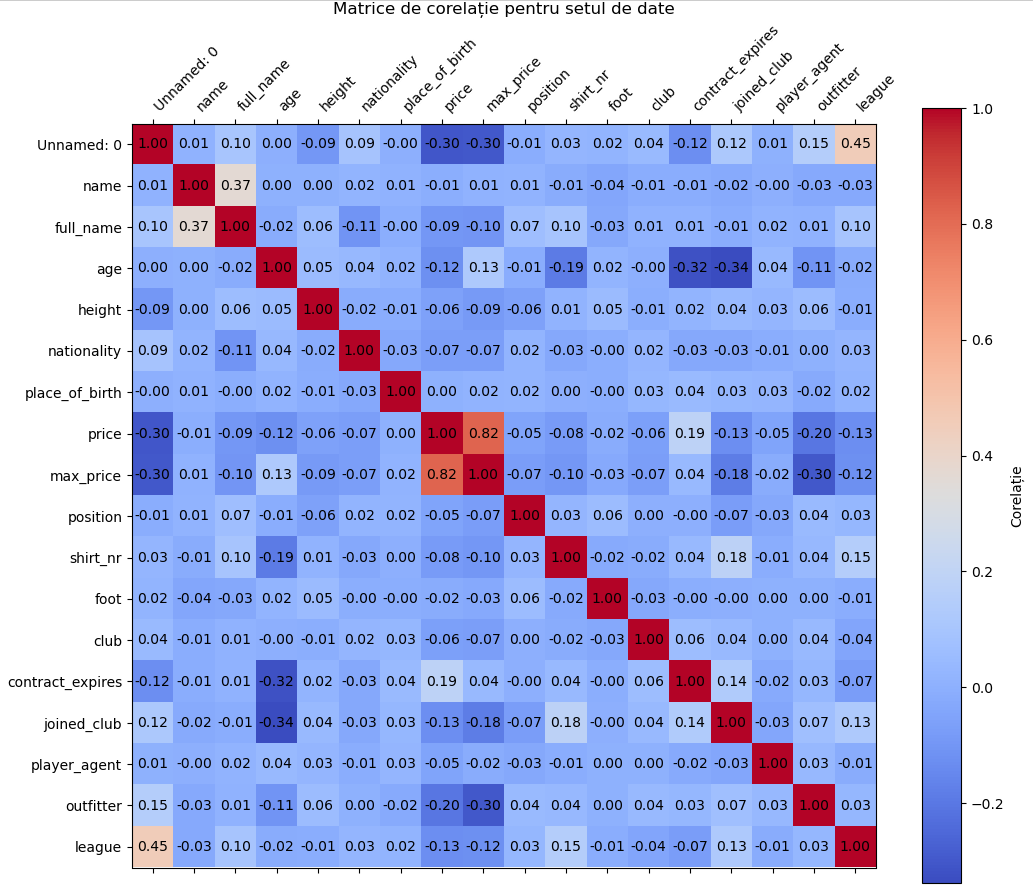 Matrice de corelație pentru setul de date
Unnamed: 0 name full_name age height nationality place_of_birth price max_price position shirt_nr foot club contract_expires joined_club player_agent outfitter league
Unnamed: 0 1.00 0.01 0.10 0.00 -0.09 0.09 -0.00 -0.30 -0.30 -0.01 0.03 0.02 0.04 -0.12 0.12 0.01 0.15 0.45
name 0.01 1.00 0.37 0.00 0.00 0.02 0.01 -0.01 0.01 0.01 -0.01 -0.04 -0.01 -0.01 -0.02 -0.00 -0.03 -0.03
full_name 0.10 0.37 1.00 -0.02 0.06 -0.11 -0.00 -0.09 -0.10 0.07 0.10 -0.03 0.01 0.01 -0.01 0.02 0.01 0.10
age 0.00 0.00 -0.02 1.00 0.05 0.04 0.02 -0.12 0.13 -0.01 -0.19 0.02 -0.00 -0.32 -0.34 0.04 -0.11 -0.02
height -0.09 0.00 0.06 0.05 1.00 -0.02 -0.01 -0.06 -0.09 -0.06 0.01 0.05 -0.01 0.02 0.04 0.03 0.06 -0.01
nationality 0.09 0.02 -0.11 0.04 -0.02 1.00 -0.03 -0.07 -0.07 0.02 -0.03 -0.00 0.02 -0.03 -0.03 -0.01 0.00 0.03
place_of_birth -0.00 0.01 -0.00 0.02 -0.01 -0.03 1.00 0.00 0.02 0.02 0.00 -0.00 0.03 0.04 0.03 0.03 -0.02 0.02
price -0.30 -0.01 -0.09 -0.12 -0.06 -0.07 0.00 1.00 0.82 -0.05 -0.08 -0.02 -0.06 0.19 -0.13 -0.05 -0.20 -0.13
max_price -0.30 0.01 -0.10 0.13 -0.09 -0.07 0.02 0.82 1.00 -0.07 -0.10 -0.03 -0.07 0.04 -0.18 -0.02 -0.30 -0.12
position -0.01 0.01 0.07 -0.01 -0.06 0.02 0.02 -0.05 -0.07 1.00 0.03 0.06 0.00 -0.00 -0.07 -0.03 0.04 0.03
shirt_nr 0.03 -0.01 0.10 -0.19 0.01 -0.03 0.00 -0.08 -0.10 0.03 1.00 -0.02 -0.02 0.04 0.18 -0.01 0.04 0.15
foot 0.02 -0.04 -0.03 0.02 0.05 -0.00 -0.00 -0.02 -0.03 0.06 -0.02 1.00 -0.03 -0.00 -0.00 0.00 0.00 -0.01
club 0.04 -0.01 0.01 -0.00 -0.01 0.02 0.03 -0.06 -0.07 0.00 -0.02 -0.03 1.00 0.06 0.04 0.00 0.04 -0.04
contract_expires -0.12 -0.01 0.01 -0.32 0.02 -0.03 0.04 0.19 0.04 -0.00 0.04 -0.00 0.06 1.00 0.14 -0.02 0.03 -0.07
joined_club 0.12 -0.02 -0.01 -0.34 0.04 -0.03 0.03 -0.13 -0.18 -0.07 0.18 -0.00 0.04 0.14 1.00 -0.03 0.07 0.13
player_agent 0.01 -0.00 0.02 0.04 0.03 -0.01 0.03 -0.05 -0.02 -0.03 -0.01 0.00 0.00 -0.02 -0.03 1.00 0.03 -0.01
outfitter 0.15 -0.03 0.01 -0.11 0.06 0.00 -0.02 -0.20 -0.30 0.04 0.04 0.00 0.04 0.03 0.07 0.03 1.00 0.03
league 0.45 -0.03 0.10 -0.02 -0.01 0.03 0.02 -0.13 -0.12 0.03 0.15 -0.01 -0.04 -0.07 0.13 -0.01 0.03 1.00
1.0
0.8
0.6
0.4
0.2
0.0
−0.2
Corelație